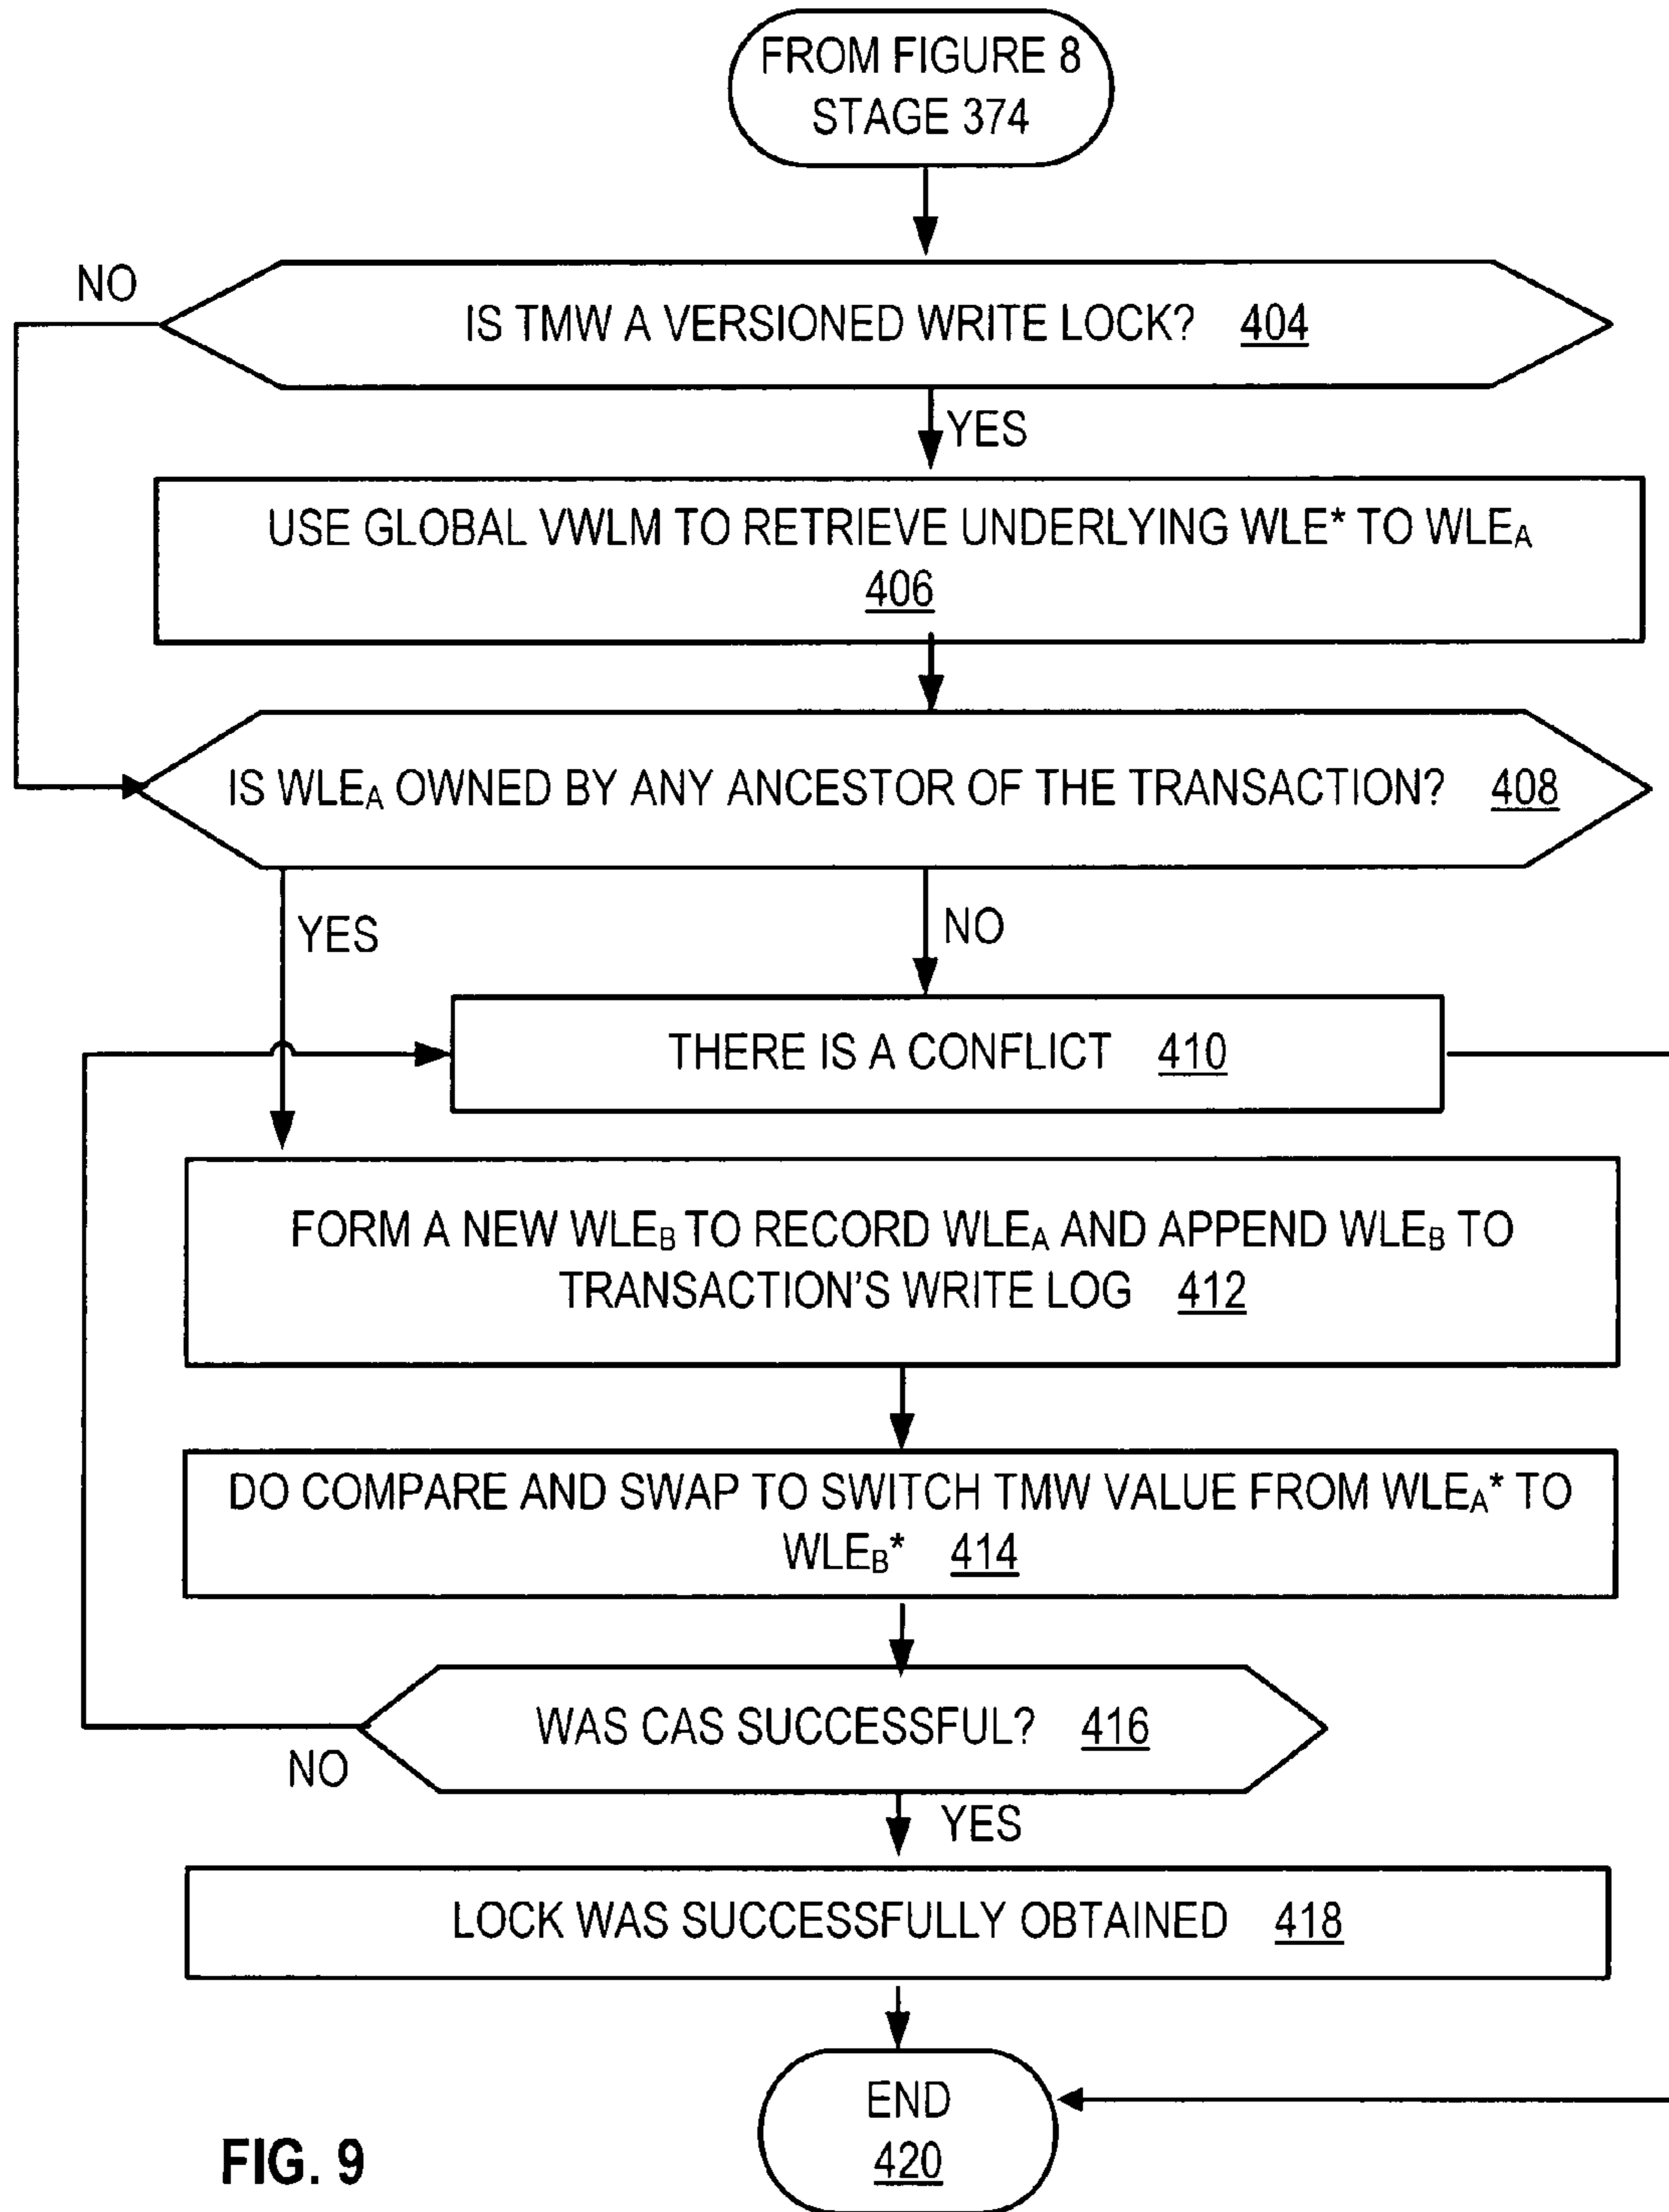 FROM FIGURE 8
STAGE 374
NO
IS TMW A VERSIONED WRITE LOCK? 404
YES
USE GLOBAL VWLM TO RETRIEVE UNDERLYING WLE* TO WLEA
406
IS WLEA OWNED BY ANY ANCESTOR OF THE TRANSACTION? 408
YES
NO
THERE IS A CONFLICT 410
FORM A NEW WLEB TO RECORD WLEA AND APPEND WLEB TO
TRANSACTION'S WRITE LOG 412
DO COMPARE AND SWAP TO SWITCH TMW VALUE FROM WLEA* TO
WLEB* 414
WAS CAS SUCCESSFUL? 416
NO
YES
LOCK WAS SUCCESSFULLY OBTAINED 418
END
420
FIG. 9